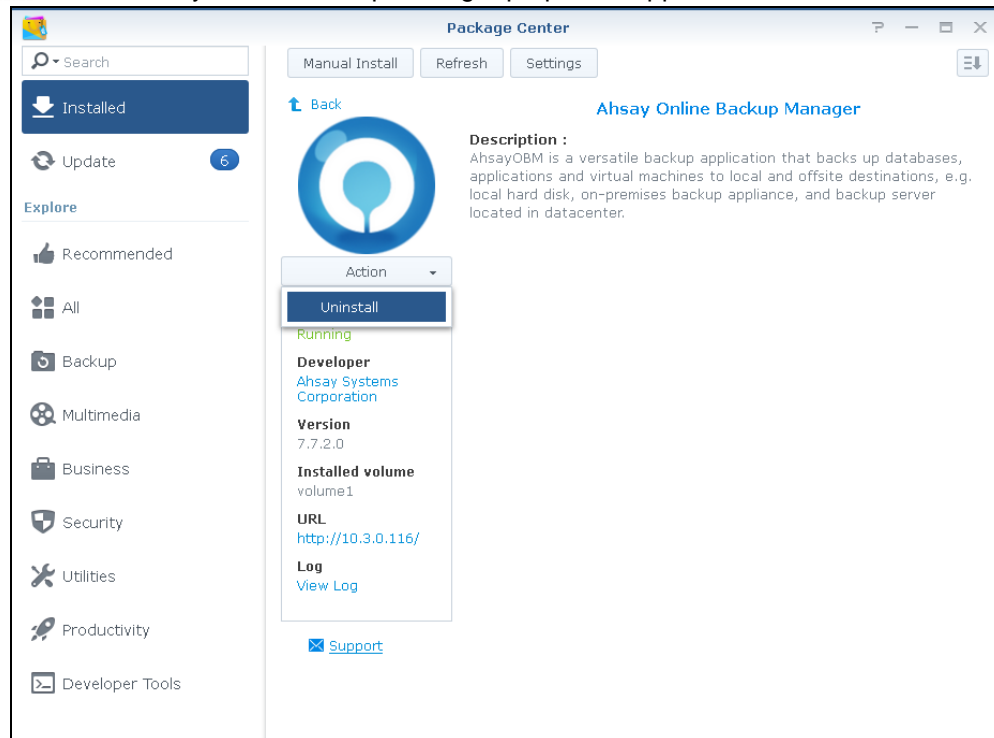 Package Center
Search
Manual Install
Refresh
Settings
Installed
Update
6
Explore
Recommended
All
Backup
Multimedia
Business
Security
Utilities
Productivity
Developer Tools
Back
Ahsay Online Backup Manager
Description :
AhsayOBM is a versatile backup application that backs up databases,
applications and virtual machines to local and offsite destinations, e.g.
local hard disk, on-premises backup appliance, and backup server
located in datacenter.
Action
Uninstall
Running
Developer
Ahsay Systems
Corporation
Version
7.7.2.0
Installed volume
volume1
URL
http://10.3.0.116/
Log
View Log
Support